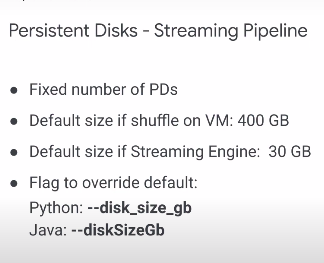 Persistent Disks - Streaming Pipeline
● Fixed number of PDs
● Default size if shuffle on VM: 400 GB
● Default size if Streaming Engine: 30 GB
● Flag to override default:
Python: --disk_size_gb
Java: --diskSizeGb